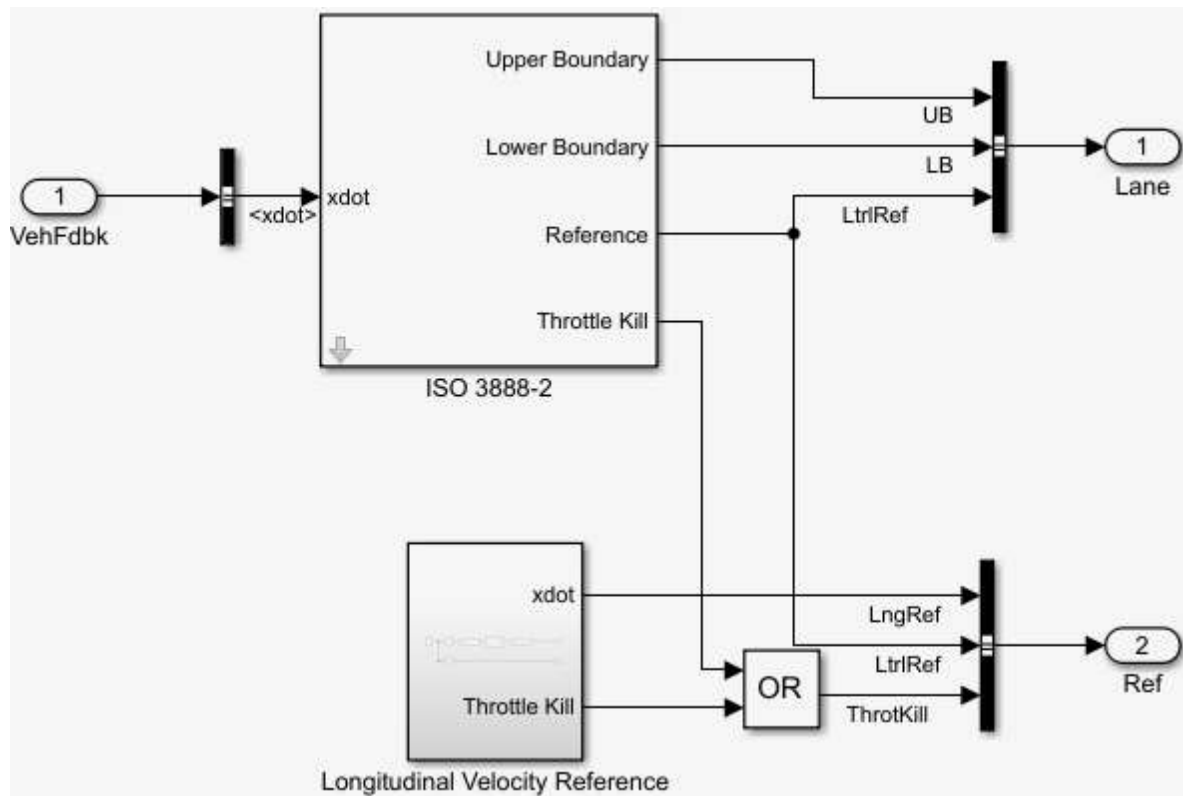 Upper Boundary
UB
Lower Boundary
LB
1
Lane
1
VehFdbk
<xdot>
xdot
LtrlRef
Reference
Throttle Kill
ISO 3888-2
xdot
LngRef
LtrlRef
2
Ref
OR
Throttle Kill
ThrotKill
Longitudinal Velocity Reference